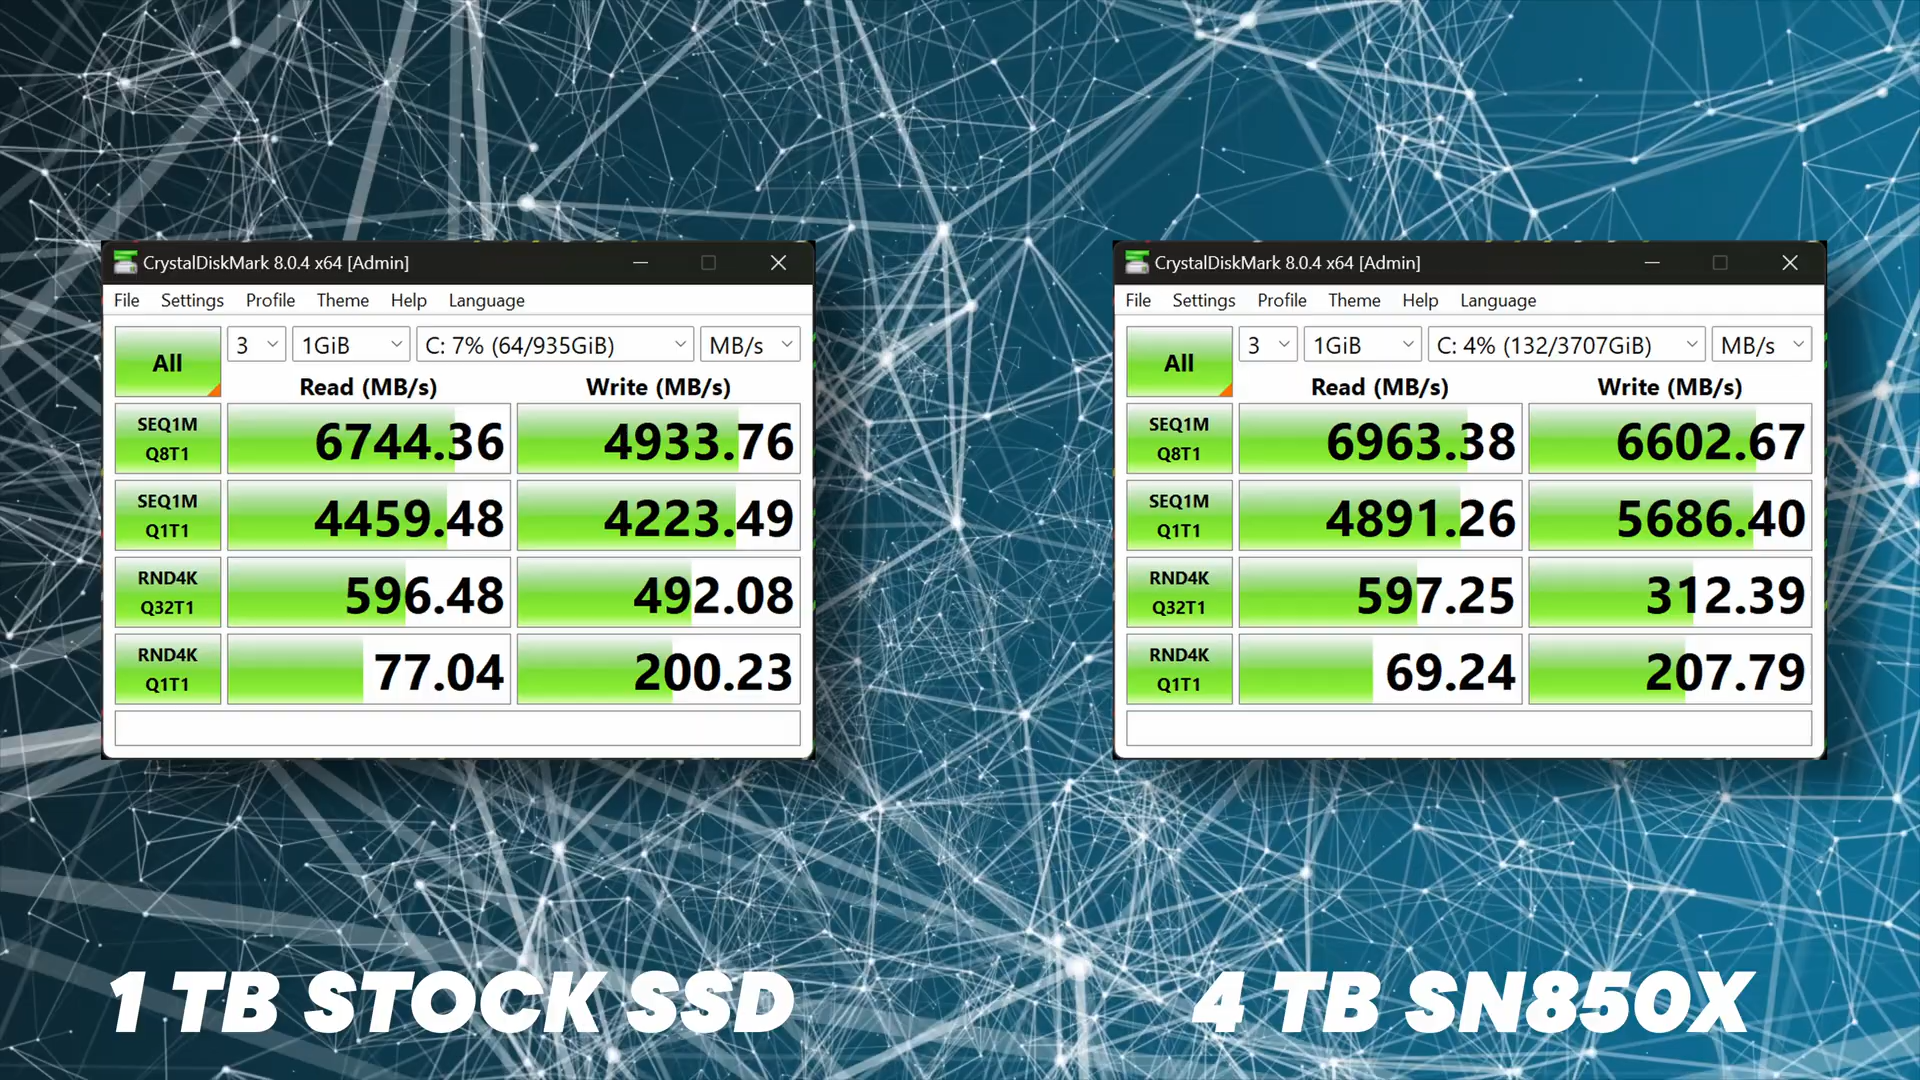 CrystalDiskMark 8.0.4 x64 [Admin]
File Settings Profile Theme Help Language
All 3 1GiB C: 7% (64/935GiB) MB/s
Read (MB/s) Write (MB/s)
SEQ1M Q8T1 6744.36 4933.76
SEQ1M Q1T1 4459.48 4223.49
RND4K Q32T1 596.48 492.08
RND4K Q1T1 77.04 200.23
1 TB STOCK SSD
CrystalDiskMark 8.0.4 x64 [Admin]
File Settings Profile Theme Help Language
All 3 1GiB C: 4% (132/3707GiB) MB/s
Read (MB/s) Write (MB/s)
SEQ1M Q8T1 6963.38 6602.67
SEQ1M Q1T1 4891.26 5686.40
RND4K Q32T1 597.25 312.39
RND4K Q1T1 69.24 207.79
4 TB SN850X